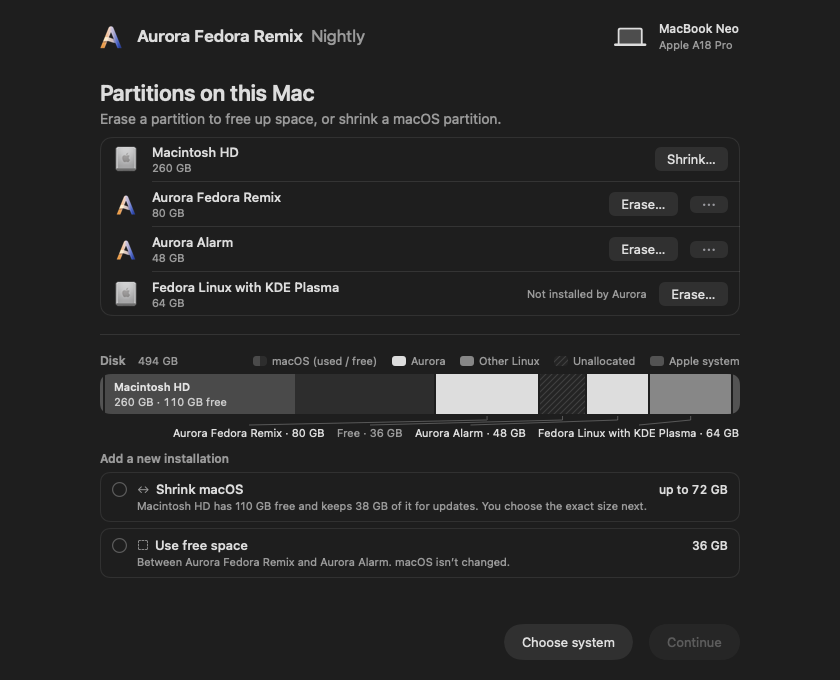 Aurora Fedora Remix Nightly
MacBook Neo
Apple A18 Pro
Partitions on this Mac
Erase a partition to free up space, or shrink a macOS partition.
Macintosh HD
260 GB
Shrink...
Aurora Fedora Remix
80 GB
Erase...
Aurora Alarm
48 GB
Erase...
Fedora Linux with KDE Plasma
64 GB
Not installed by Aurora
Erase...
Disk 494 GB
macOS (used / free)
Aurora
Other Linux
Unallocated
Apple system
Macintosh HD
260 GB · 110 GB free
Aurora Fedora Remix · 80 GB
Free · 36 GB
Aurora Alarm · 48 GB
Fedora Linux with KDE Plasma · 64 GB
Add a new installation
Shrink macOS
up to 72 GB
Macintosh HD has 110 GB free and keeps 38 GB of it for updates. You choose the exact size next.
Use free space
36 GB
Between Aurora Fedora Remix and Aurora Alarm. macOS isn't changed.
Choose system
Continue